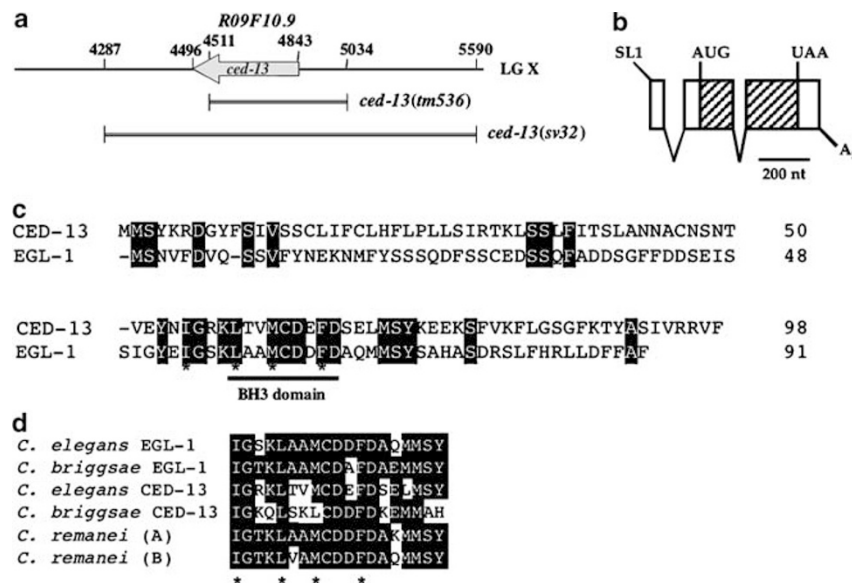 a
R09F10.9
4287 4496 4511 4843 5034 5590
ced-13
LG X
ced-13(tm536)
ced-13(sv32)
b
SL1 AUG UAA
A
200 nt
c
CED-13 MMSYKRDGYFSIVSSCLIFCLHFLPLLSIRTKLSSLFITSLANNACNSNT 50
EGL-1 -MSNVFDVQ-SSVFYNEKNMFYSSSQDFSSCEDSSQFADDSGFFDDSEIS 48
CED-13 -VEYNIGRKLTVMCDEFDSELMSYKEEKSFVKFLGSGFKTYASIVRRVF 98
EGL-1 SIGYEIGSKLAAMCDDFDAQMMSYSAHASDRSLFHRLLDFFAF 91
* * * *
BH3 domain
d
C. elegans EGL-1 IGSKLAAMCDDFDAQMMSY
C. briggsae EGL-1 IGTKLAAMCDAFDAEMMSY
C. elegans CED-13 IGRKLTVMCDEFDSELMSY
C. briggsae CED-13 IGKQLSKLCDDFDKEMMAH
C. remanei (A) IGTKLAAMCDDFDAKMMSY
C. remanei (B) IGTKLVAMCDDFDAQMMSY
* * * *